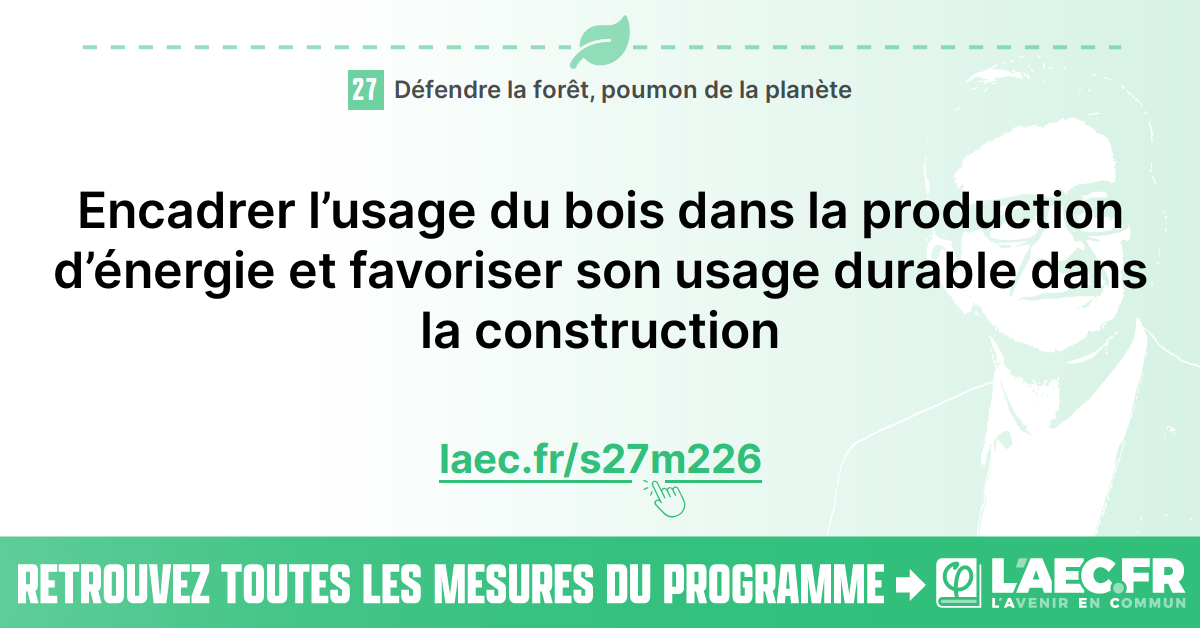 27 Défendre la forêt, poumon de la planète
Encadrer l’usage du bois dans la production
d’énergie et favoriser son usage durable dans
la construction
laec.fr/s27m226
RETROUVEZ TOUTES LES MESURES DU PROGRAMME
φ L'AEC.FR
L'AVENIR EN COMMUN